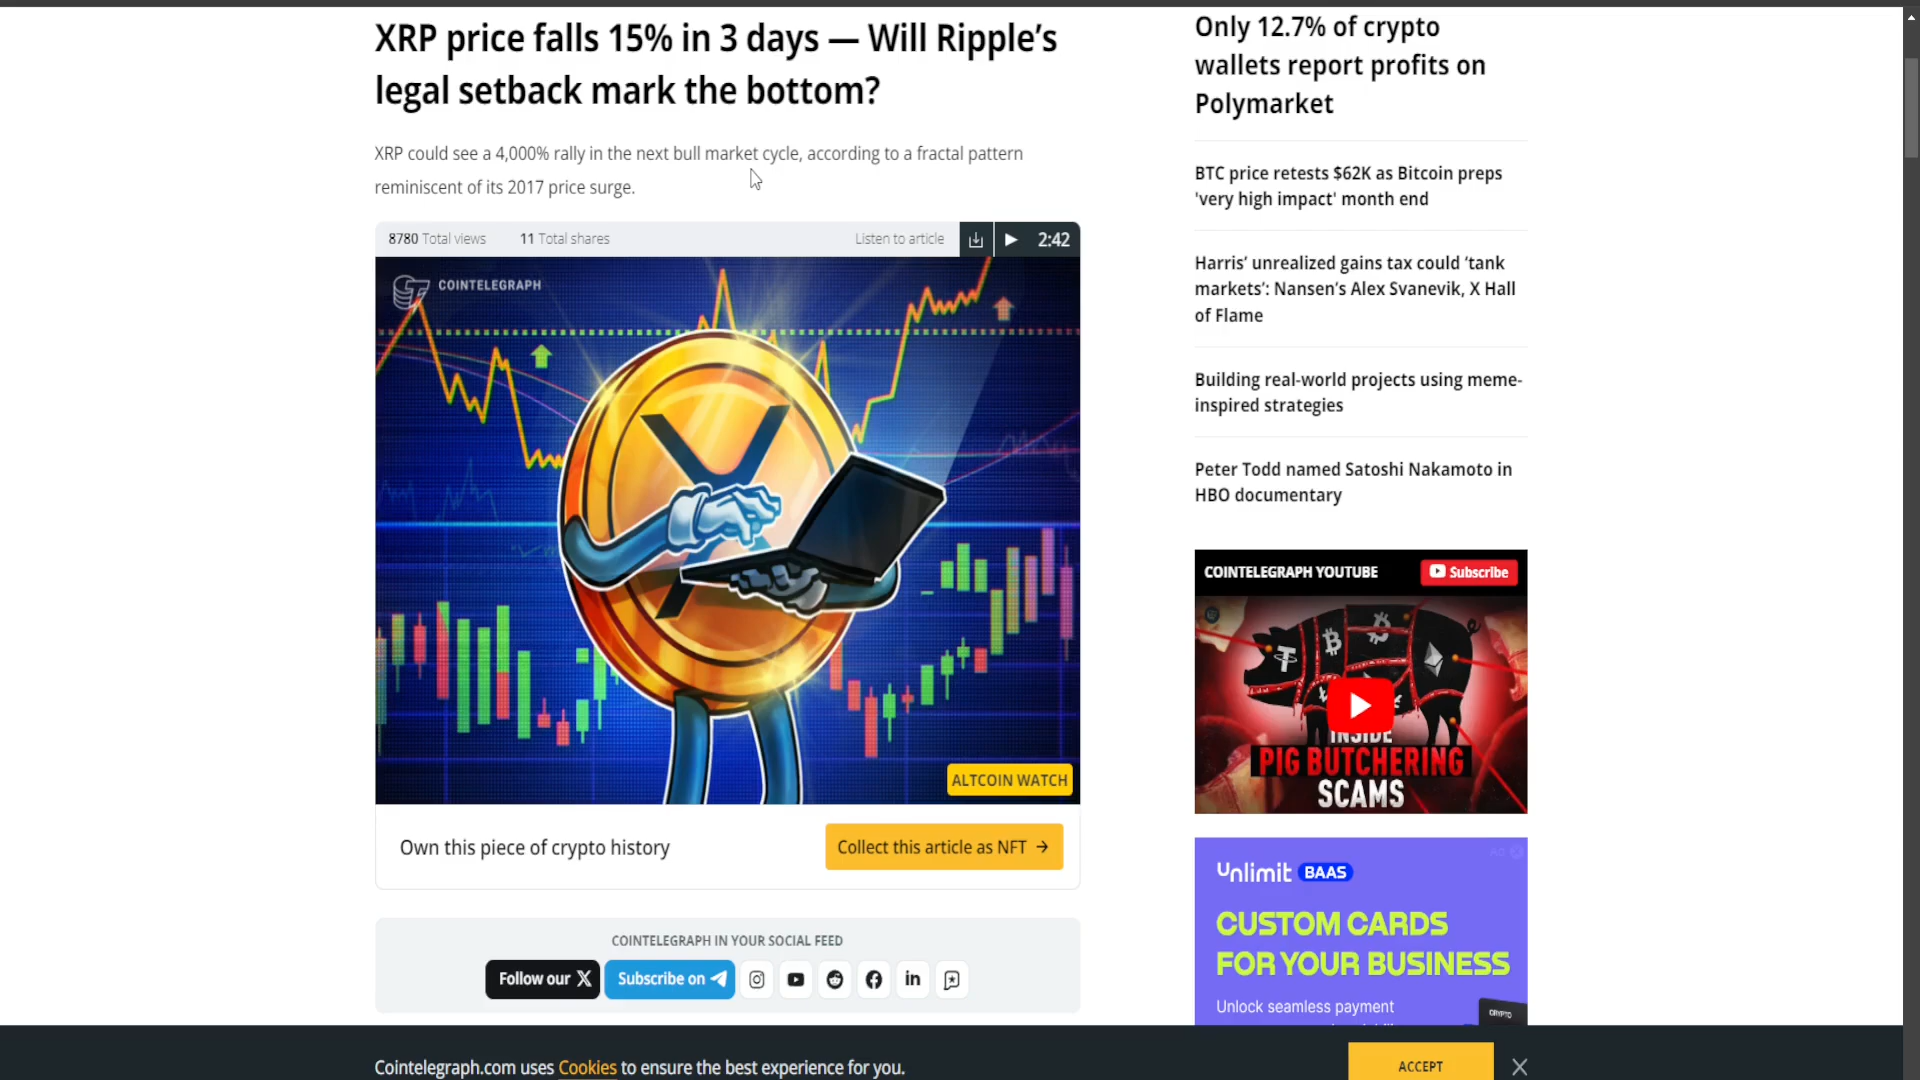 XRP price falls 15% in 3 days — Will Ripple’s
legal setback mark the bottom?
XRP could see a 4,000% rally in the next bull market cycle, according to a fractal pattern
reminiscent of its 2017 price surge.
8780 Total views 11 Total shares Listen to article 2:42
COINTELEGRAPH
ALTCOIN WATCH
Own this piece of crypto history
Collect this article as NFT →
COINTELEGRAPH IN YOUR SOCIAL FEED
Follow our X
Subscribe on
Only 12.7% of crypto
wallets report profits on
Polymarket
BTC price retests $62K as Bitcoin preps
'very high impact' month end
Harris’ unrealized gains tax could ‘tank
markets’: Nansen’s Alex Svanevik, X Hall
of Flame
Building real-world projects using meme-
inspired strategies
Peter Todd named Satoshi Nakamoto in
HBO documentary
COINTELEGRAPH YOUTUBE
Subscribe
INSIDE
PIG BUTCHERING
SCAMS
AD
Unlimit BAAS
CUSTOM CARDS
FOR YOUR BUSINESS
Unlock seamless payment
CRYPTO
Cointelegraph.com uses Cookies to ensure the best experience for you.
ACCEPT